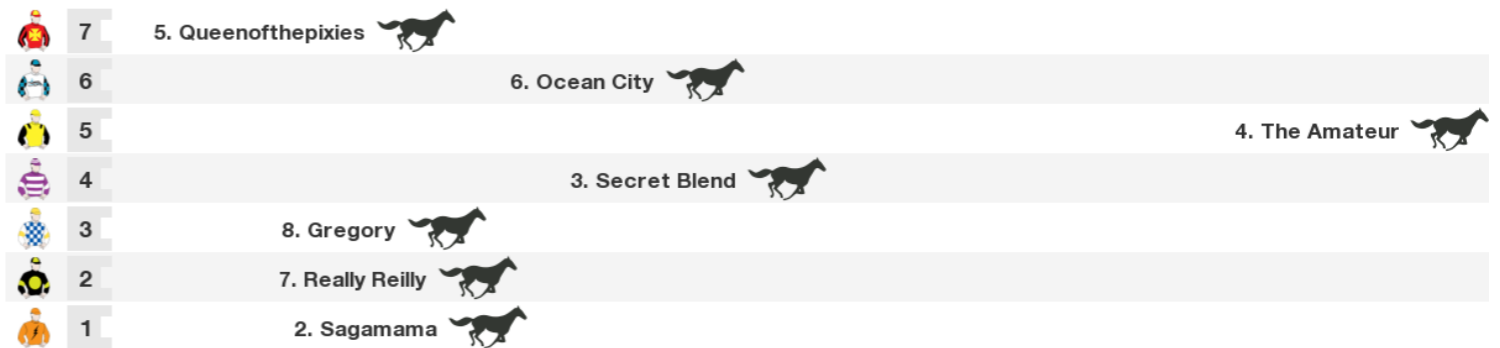 7 5. Queenofthepixies
6 6. Ocean City
5 4. The Amateur
4 3. Secret Blend
3 8. Gregory
2 7. Really Reilly
1 2. Sagamama